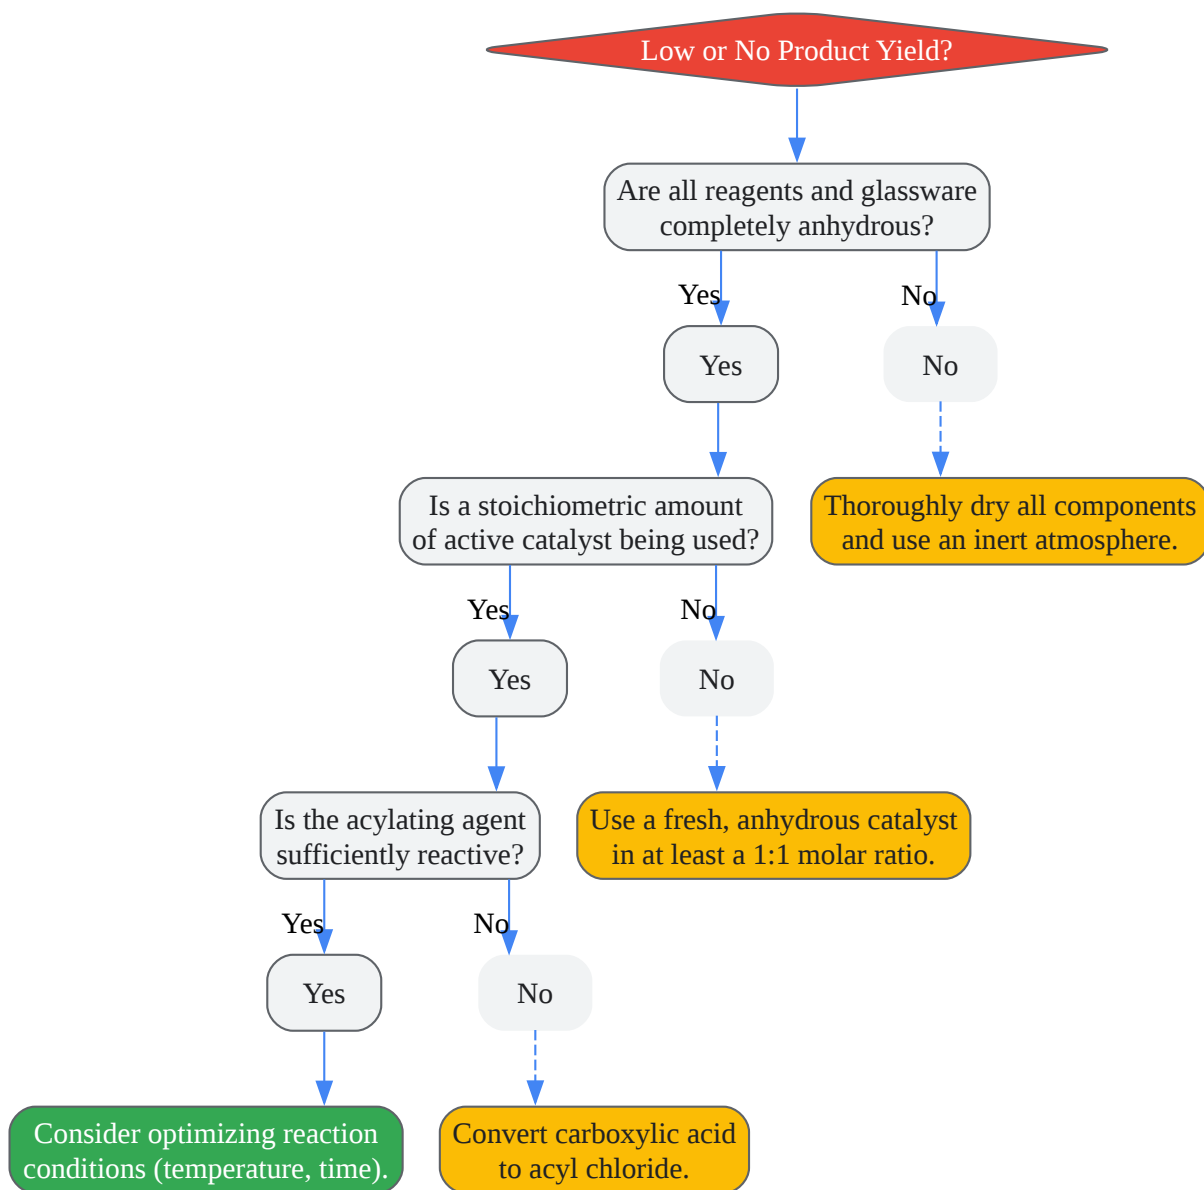 Low or No Product Yield?
Are all reagents and glassware
completely anhydrous?
Yes
No
Yes
No
Is a stoichiometric amount
of active catalyst being used?
Thoroughly dry all components
and use an inert atmosphere.
Yes
No
Yes
No
Is the acylating agent
sufficiently reactive?
Use a fresh, anhydrous catalyst
in at least a 1:1 molar ratio.
Yes
No
Yes
No
Consider optimizing reaction
conditions (temperature, time).
Convert carboxylic acid
to acyl chloride.